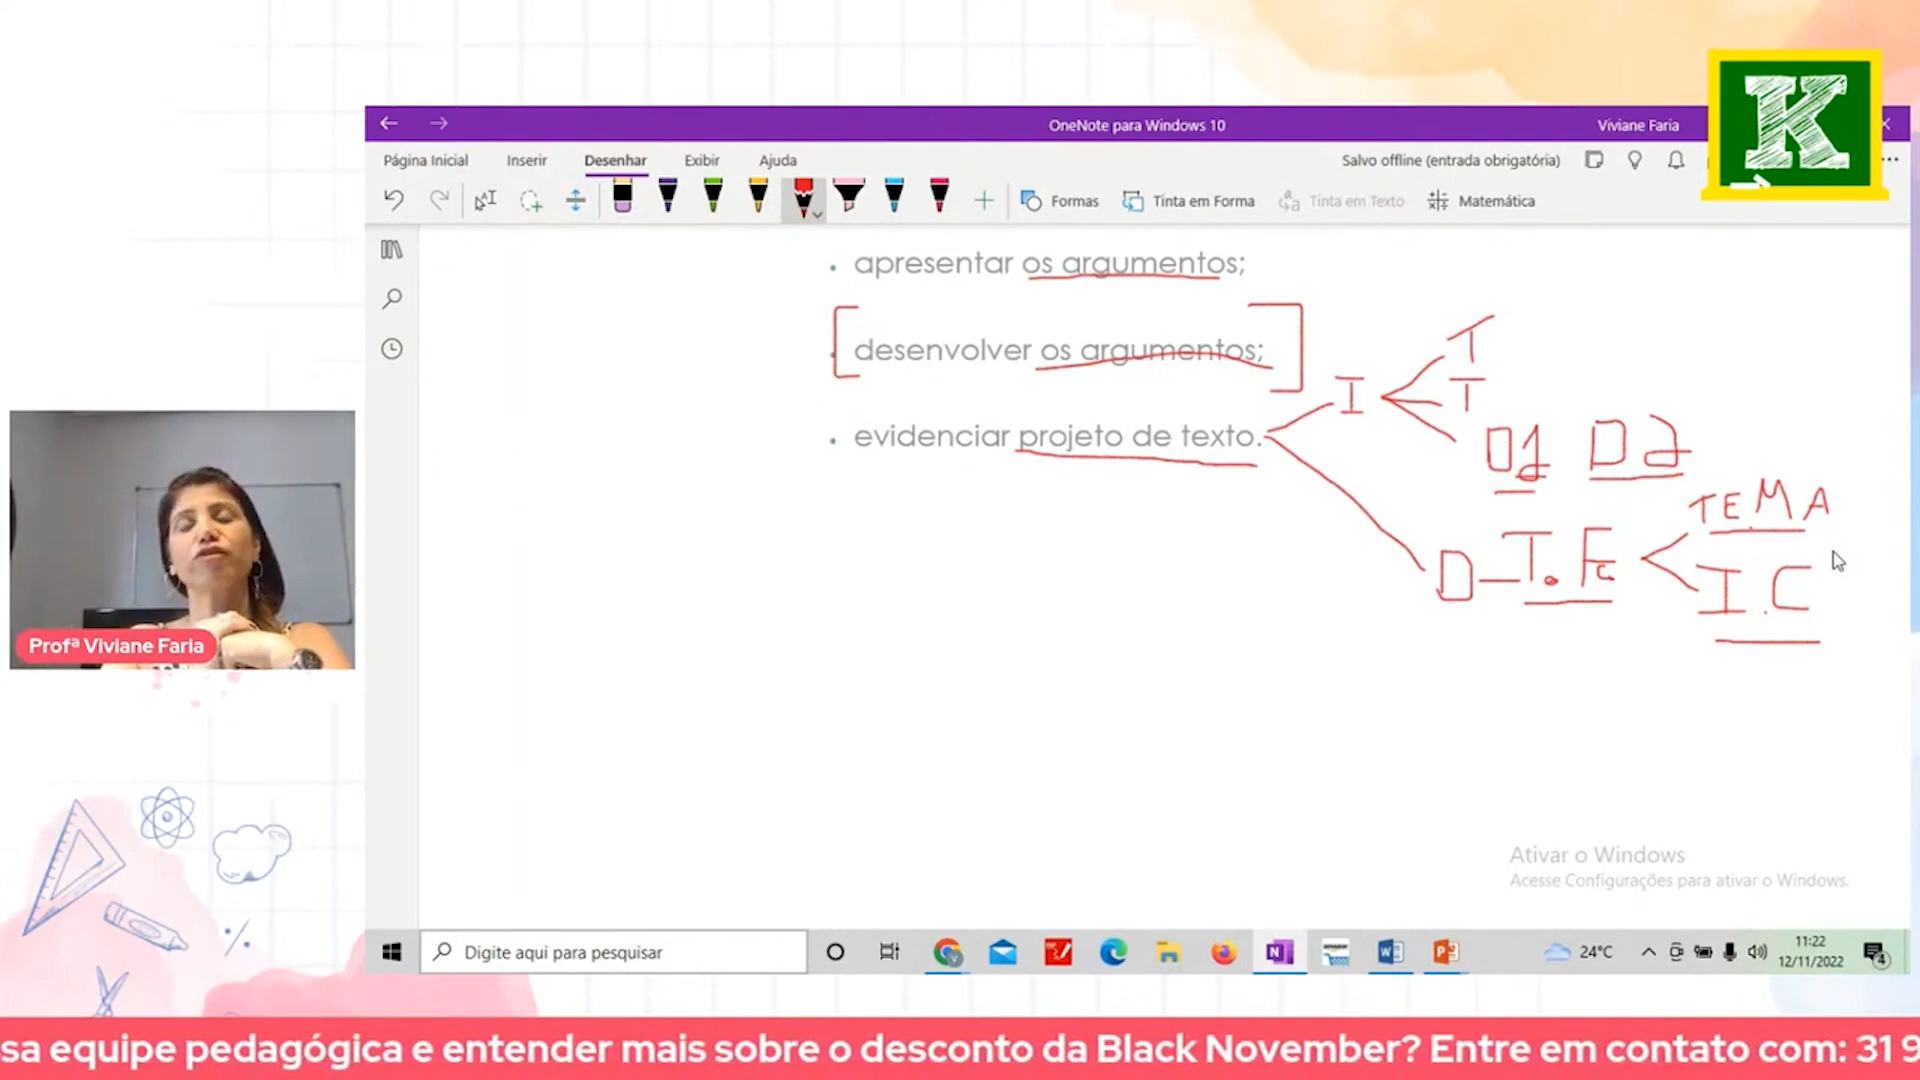 K
OneNote para Windows 10
Viviane Faria
Página Inicial Inserir Desenhar Exibir Ajuda
Salvo offline (entrada obrigatória)
Formas Tinta em Forma Tinta em Texto Matemática
apresentar os argumentos;
desenvolver os argumentos;
evidenciar projeto de texto.
I T
T
D1 D2
TEMA
D-T.F. I.C
Profª Viviane Faria
Ativar o Windows
Acesse Configurações para ativar o Windows.
Digite aqui para pesquisar
24°C
11:22
12/11/2022
4
sa equipe pedagógica e entender mais sobre o desconto da Black November? Entre em contato com: 31 9